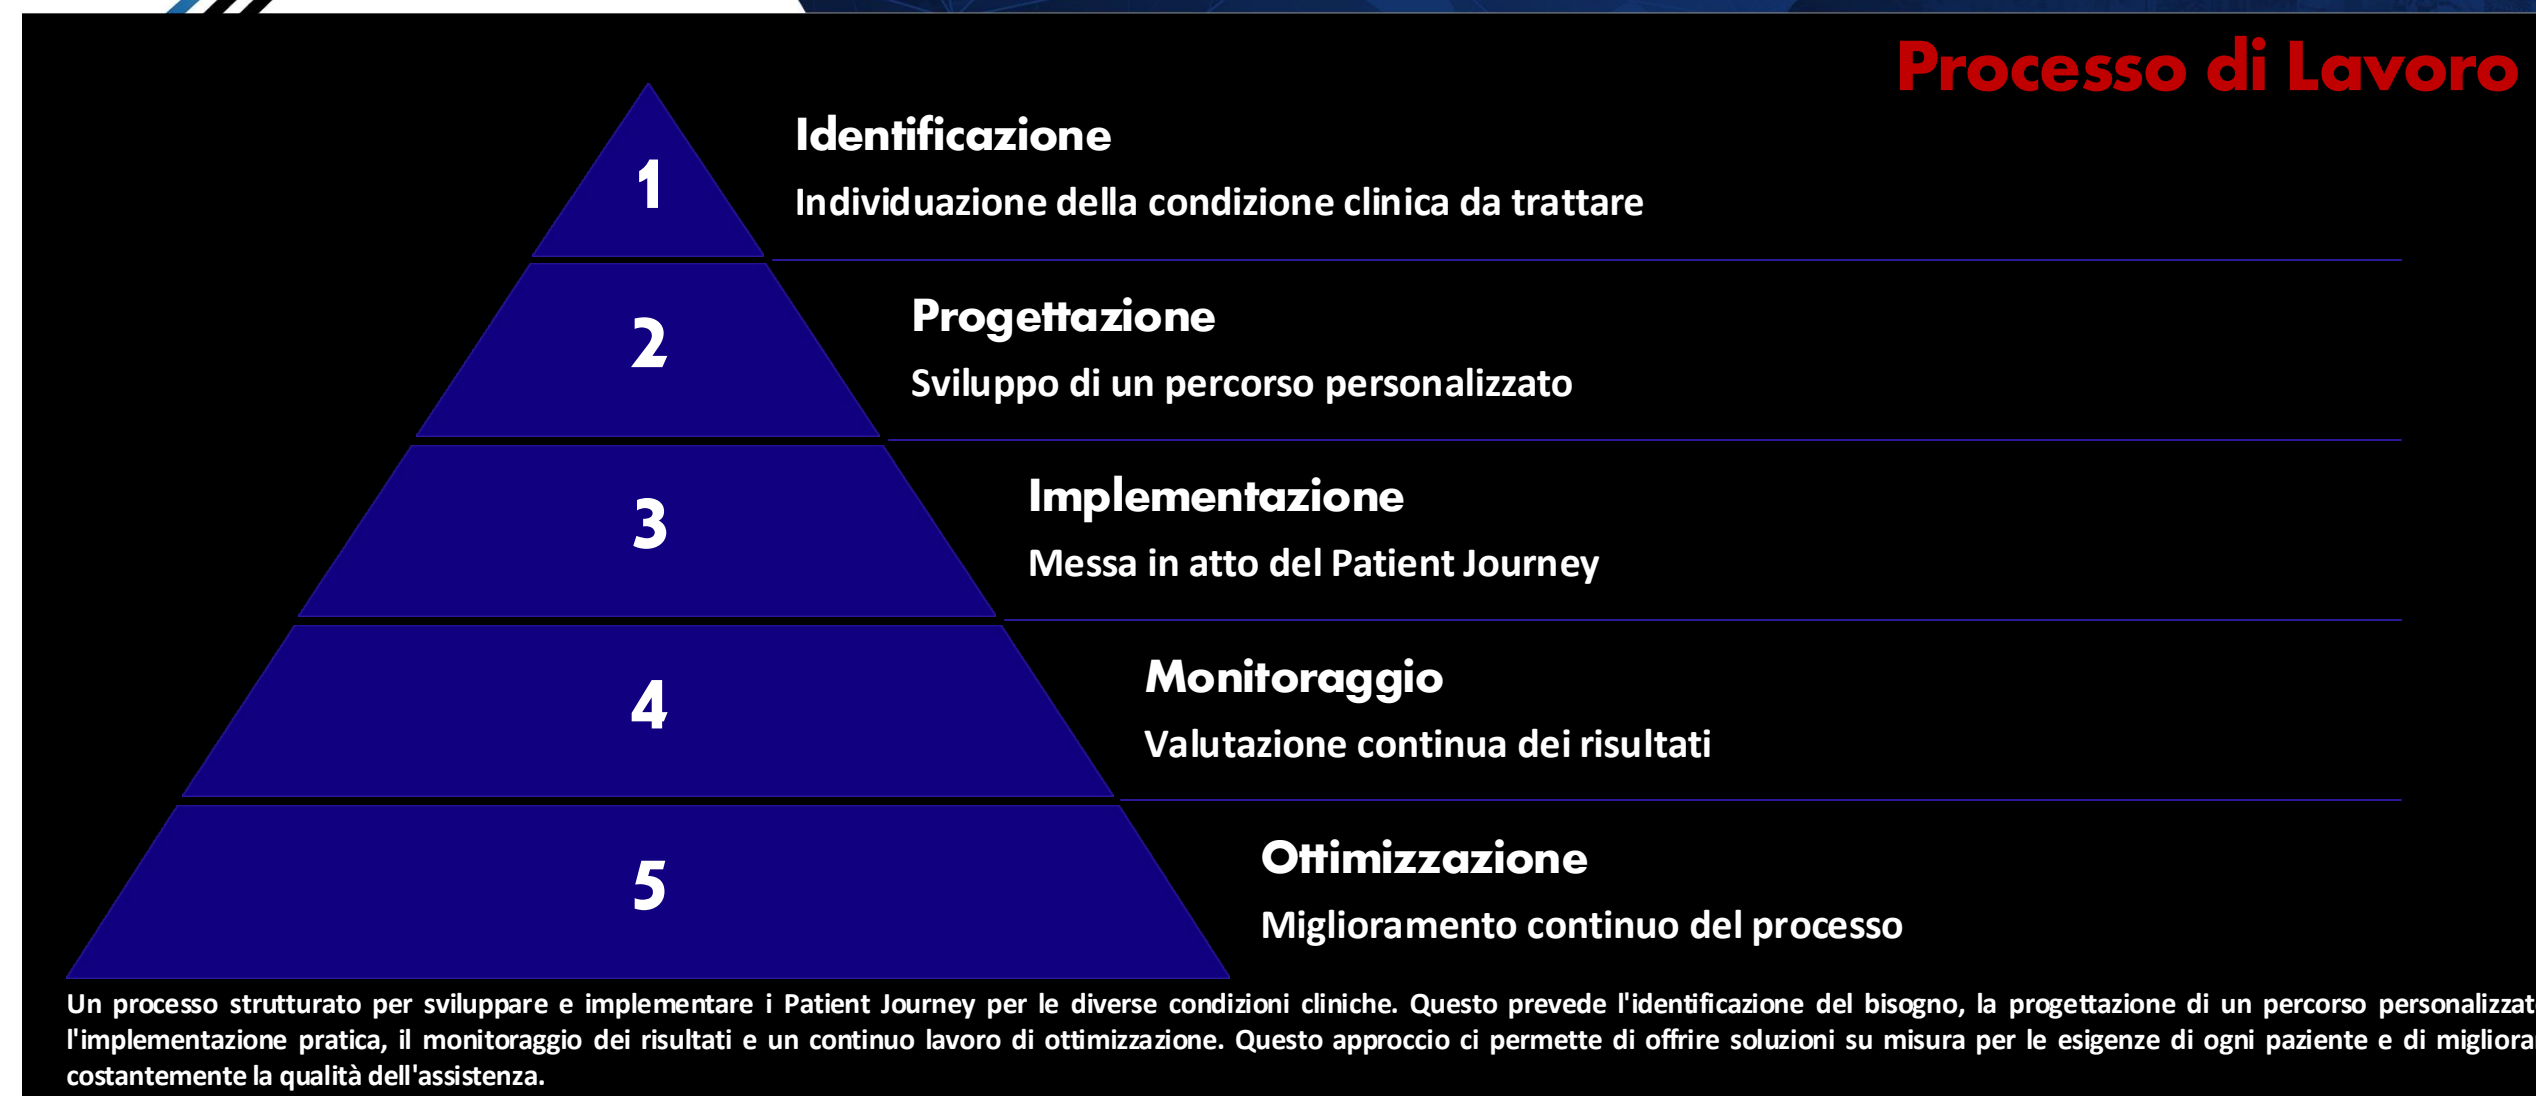 Processo di Lavoro
1
Identificazione
Individuazione della condizione clinica da trattare
2
Progettazione
Sviluppo di un percorso personalizzato
3
Implementazione
Messa in atto del Patient Journey
4
Monitoraggio
Valutazione continua dei risultati
5
Ottimizzazione
Miglioramento continuo del processo
Un processo strutturato per sviluppare e implementare i Patient Journey per le diverse condizioni cliniche. Questo prevede l'identificazione del bisogno, la progettazione di un percorso
l'implementazione pratica, il monitoraggio dei risultati e un continuo lavoro di ottimizzazione. Questo approccio ci permette di offrire soluzioni su misura per le esigenze di ogni paziente e di
costantemente la qualità dell'assistenza.